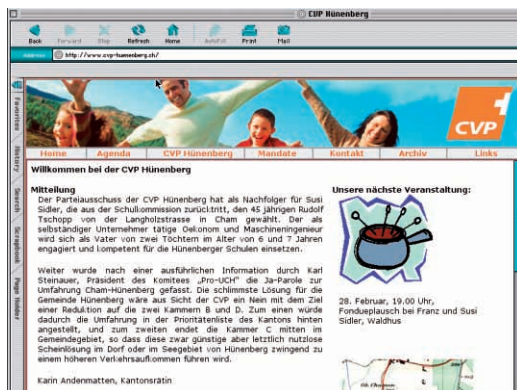 CVP Hünenberg
Back Forward Stop Refresh Home AutoFill Print Mail
Address http://www.cvp-huenenberg.ch/
Favorites
History
Search
Scrapbook
Page Holder
CVP
Home Agenda CVP Hünenberg Mandate Kontakt Archiv Links
Willkommen bei der CVP Hünenberg
Mitteilung
Der Parteiausschuss der CVP Hünenberg hat als Nachfolger für Susi
Sidler, die aus der Schulkommission zurücktritt, den 45 jährigen Rudolf
Tschopp von der Langholzstrasse in Cham gewählt. Der als
selbständiger Unternehmer tätige Oekonom und Maschineningenieur
wird sich als Vater von zwei Töchtern im Alter von 6 und 7 Jahren
engagiert und kompetent für die Hünenberger Schulen einsetzen.
Weiter wurde nach einer ausführlichen Information durch Karl
Steinauer, Präsident des Komitees „Pro-UCH" die Ja-Parole zur
Umfahrung Cham-Hünenberg gefasst. Die schlimmste Lösung für die
Gemeinde Hünenberg wäre aus Sicht der CVP ein Nein mit dem Ziel
einer Reduktion auf die zwei Kammern B und D. Zum einen würde
dadurch die Umfahrung in der Prioritätenliste des Kantons hinten
angestellt, und zum zweiten endet die Kammer C mitten im
Gemeindegebiet, so dass diese zwar günstige aber letztlich nutzlose
Scheinlösung im Dorf oder im Seegebiet von Hünenberg zwingend zu
einem höheren Verkehrsaufkommen führen wird.
Karin Andenmatten, Kantonsrätin
Unsere nächste Veranstaltung:
28. Februar, 19.00 Uhr,
Fondueplausch bei Franz und Susi
Sidler, Waldhus